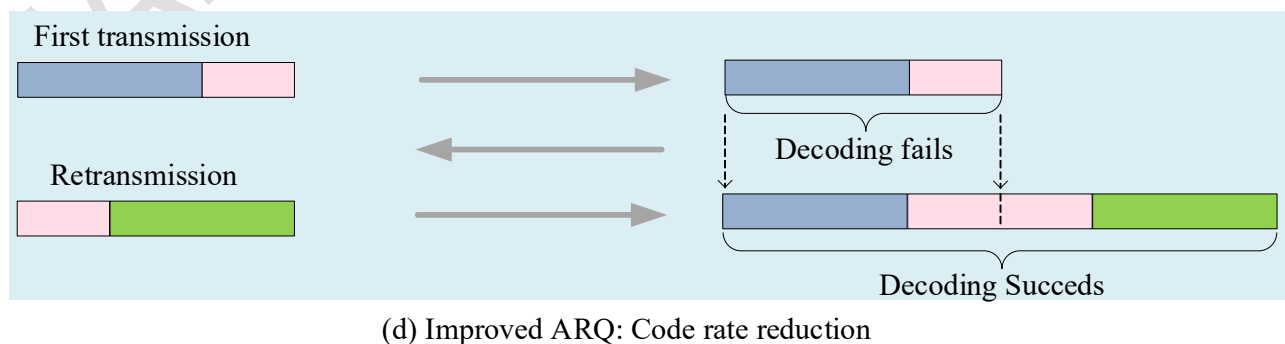 First transmission
Decoding fails
Retransmission
Decoding Succeds
(d) Improved ARQ: Code rate reduction